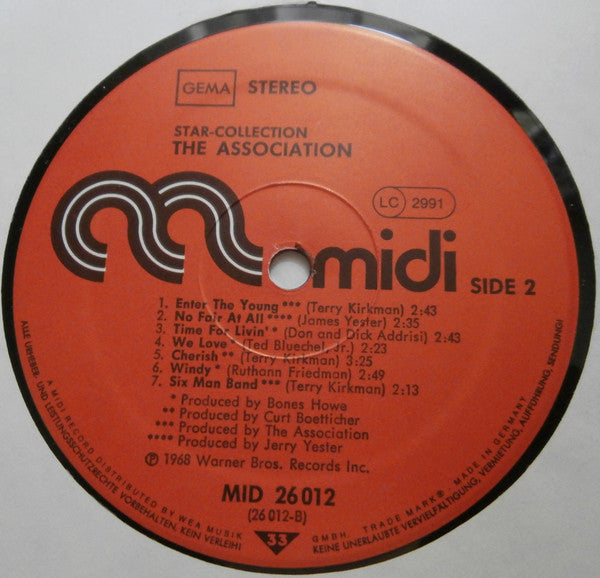 GEMA STEREO
STAR-COLLECTION
THE ASSOCIATION
LC 2991
midi
SIDE 2
1. Enter The Young *** (Terry Kirkman) 2:43
2. No Fair At All **** (James Yester) 2:35
3. Time For Livin' * (Don and Dick Addrisi) 2:43
4. We Love * (Ted Bluechel, Jr.) 2:23
5. Cherish ** (Terry Kirkman) 3:25
6. Windy * (Ruthann Friedman) 2:49
7. Six Man Band *** (Terry Kirkman) 2:13
* Produced by Bones Howe
** Produced by Curt Boetticher
*** Produced by The Association
**** Produced by Jerry Yester
℗ 1968 Warner Bros. Records Inc.
MID 26 012
(26 012-B)
33
A MIDI RECORD DISTRIBUTED BY WEA MUSIK GMBH. TRADE MARK® MADE IN GERMANY
ALLE URHEBER- UND LEISTUNGSSCHUTZRECHTE VORBEHALTEN. KEIN VERLEIH! KEINE UNERLAUBTE VERVIELFÄLTIGUNG, VERMIETUNG, AUFFÜHRUNG, SENDUNG!